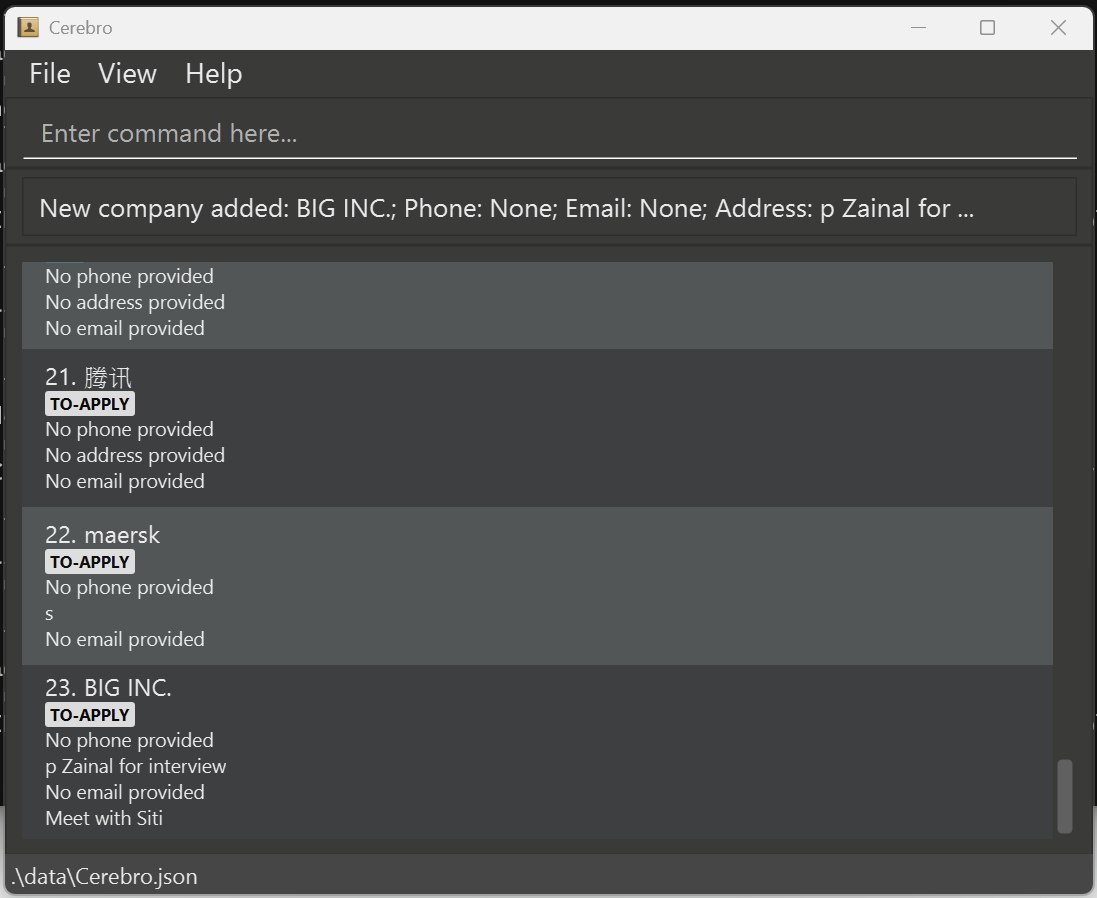 Cerebro
File View Help
Enter command here...
New company added: BIG INC.; Phone: None; Email: None; Address: p Zainal for ...
No phone provided
No address provided
No email provided
21. 腾讯
TO-APPLY
No phone provided
No address provided
No email provided
22. maersk
TO-APPLY
No phone provided
s
No email provided
23. BIG INC.
TO-APPLY
No phone provided
p Zainal for interview
No email provided
Meet with Siti
.\data\Cerebro.json